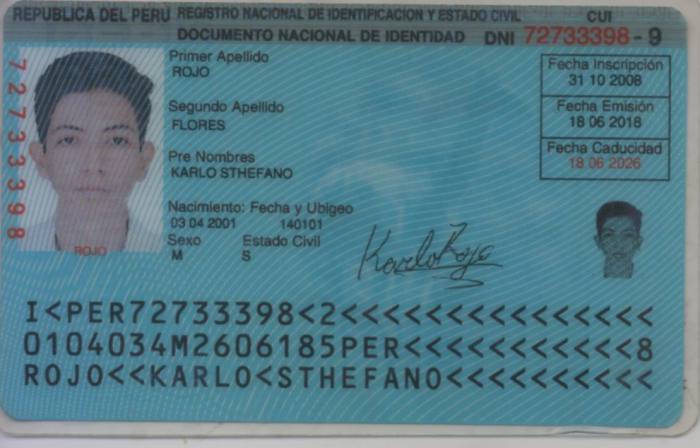 REPUBLICA DEL PERU REGISTRO NACIONAL DE IDENTIFICACION Y ESTADO CIVIL CUI
DOCUMENTO NACIONAL DE IDENTIDAD DNI 72733398 - 9
Primer Apellido
ROJO
Fecha Inscripción
31 10 2008
Segundo Apellido
FLORES
Fecha Emisión
18 06 2018
Pre Nombres
KARLO STHEFANO
Fecha Caducidad
18 06 2026
Nacimiento: Fecha y Ubigeo
03 04 2001 140101
Sexo Estado Civil
M S
72733398
ROJO
Karlo Rojo
I<PER72733398<2<<<<<<<<<<<<<<<
0104034M2606185PER<<<<<<<<<<<8
ROJO<<KARLO<STHEFANO<<<<<<<<<<